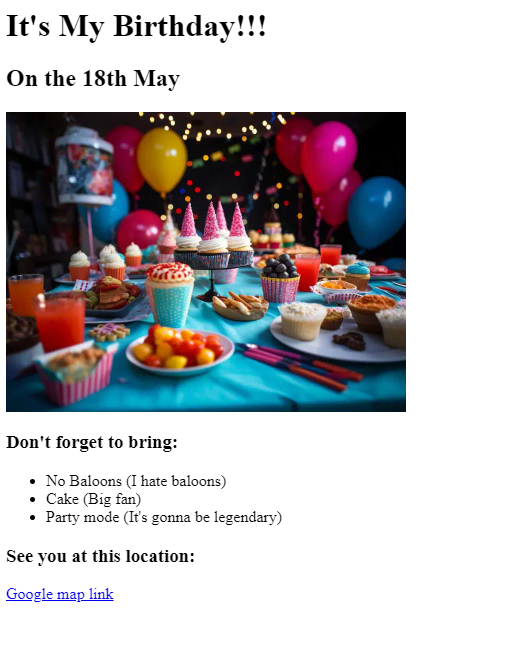 It's My Birthday!!!
On the 18th May
Don't forget to bring:
No Baloons (I hate baloons)
Cake (Big fan)
Party mode (It's gonna be legendary)
See you at this location:
Google map link